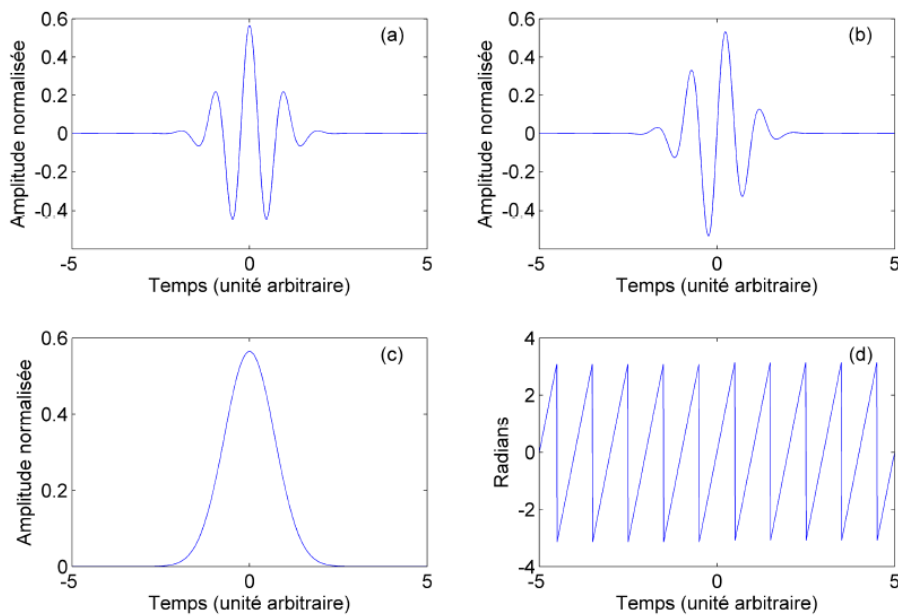 0.6
0.4
0.2
0
-0.2
-0.4
Amplitude normalisée
(a)
-5
0
5
Temps (unité arbitraire)
0.6
0.4
0.2
0
-0.2
-0.4
Amplitude normalisée
(b)
-5
0
5
Temps (unité arbitraire)
0.6
0.4
0.2
0
Amplitude normalisée
(c)
-5
0
5
Temps (unité arbitraire)
4
2
0
-2
-4
Radians
(d)
-5
0
5
Temps (unité arbitraire)